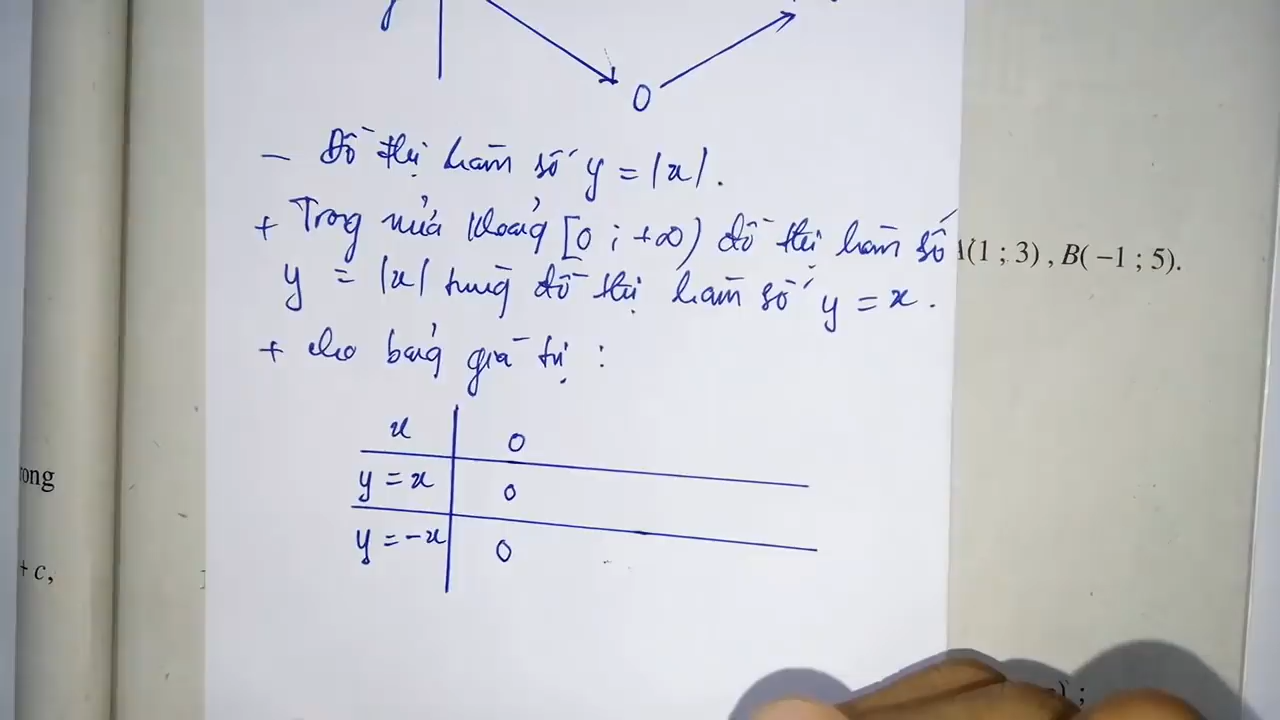 0
- Đồ thị hàm số y = |x|.
+ Trong nửa khoảng [0 ; +∞) đồ thị hàm số
y = |x| trùng đồ thị hàm số y = x.
+ cho bảng giá trị :
x 0
y = x 0
y = -x 0
(1 ; 3) , B( −1 ; 5).
rong
+ c,